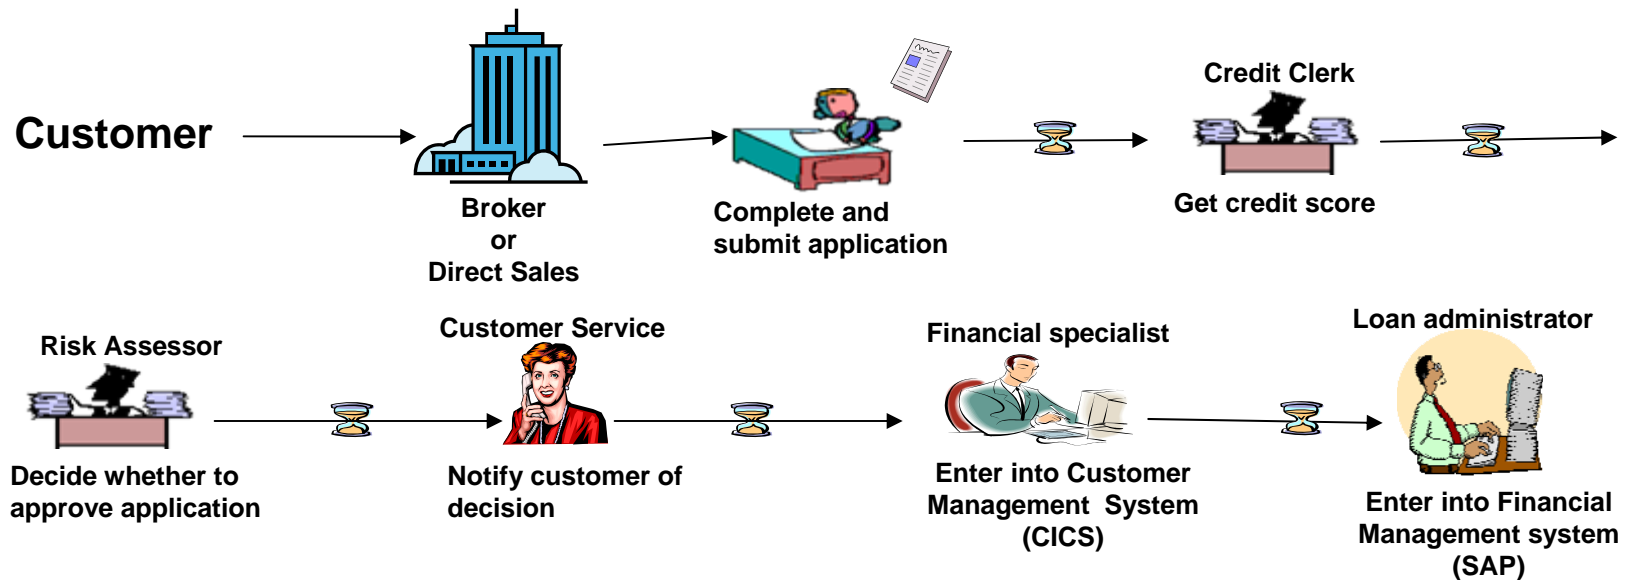 Customer
Broker
or
Direct Sales
Complete and
submit application
Credit Clerk
Get credit score
Risk Assessor
Decide whether to
approve application
Customer Service
Notify customer of
decision
Financial specialist
Enter into Customer
Management System
(CICS)
Loan administrator
Enter into Financial
Management system
(SAP)